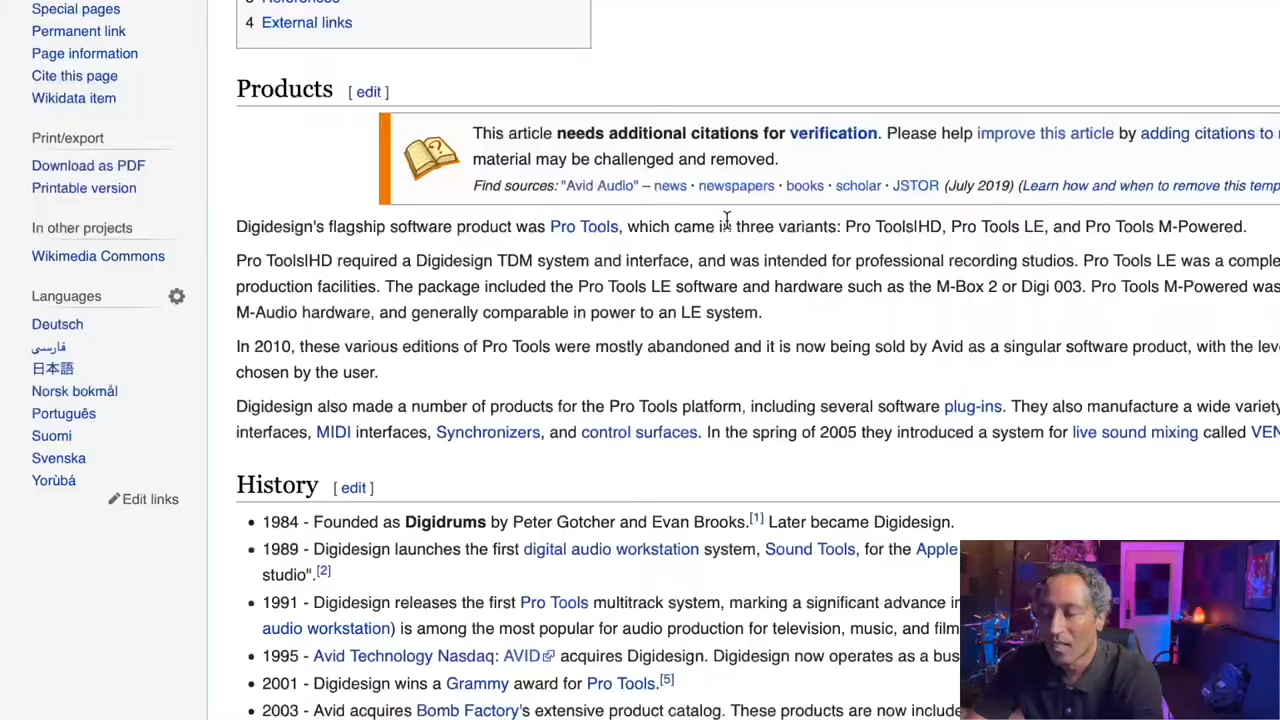 Special pages
Permanent link
Page information
Cite this page
Wikidata item
Print/export
Download as PDF
Printable version
In other projects
Wikimedia Commons
Languages
Deutsch
فارسی
日本語
Norsk bokmål
Português
Suomi
Svenska
Yorùbá
Edit links
4 External links
Products [ edit ]
This article needs additional citations for verification. Please help improve this article by adding citations to
material may be challenged and removed.
Find sources: "Avid Audio" – news · newspapers · books · scholar · JSTOR (July 2019) (Learn how and when to remove this temp
Digidesign's flagship software product was Pro Tools, which came in three variants: Pro Tools|HD, Pro Tools LE, and Pro Tools M-Powered.
Pro Tools|HD required a Digidesign TDM system and interface, and was intended for professional recording studios. Pro Tools LE was a comple
production facilities. The package included the Pro Tools LE software and hardware such as the M-Box 2 or Digi 003. Pro Tools M-Powered was
M-Audio hardware, and generally comparable in power to an LE system.
In 2010, these various editions of Pro Tools were mostly abandoned and it is now being sold by Avid as a singular software product, with the leve
chosen by the user.
Digidesign also made a number of products for the Pro Tools platform, including several software plug-ins. They also manufacture a wide variety
interfaces, MIDI interfaces, Synchronizers, and control surfaces. In the spring of 2005 they introduced a system for live sound mixing called VEN
History [ edit ]
• 1984 - Founded as Digidrums by Peter Gotcher and Evan Brooks.[1] Later became Digidesign.
• 1989 - Digidesign launches the first digital audio workstation system, Sound Tools, for the Apple
studio".[2]
• 1991 - Digidesign releases the first Pro Tools multitrack system, marking a significant advance in
audio workstation) is among the most popular for audio production for television, music, and film
• 1995 - Avid Technology Nasdaq: AVID acquires Digidesign. Digidesign now operates as a bus
• 2001 - Digidesign wins a Grammy award for Pro Tools.[5]
• 2003 - Avid acquires Bomb Factory's extensive product catalog. These products are now include